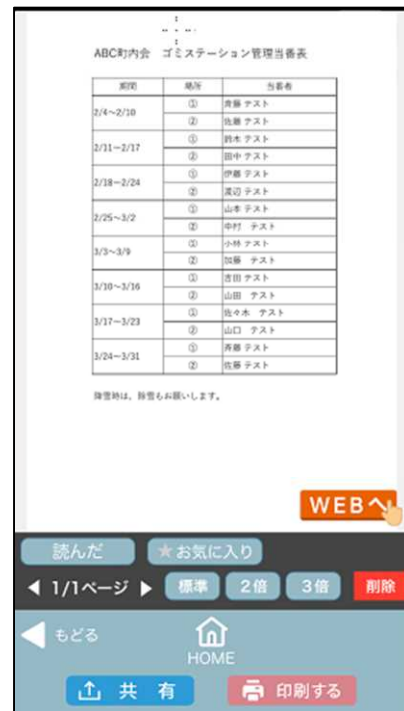 ABC町内会　ゴミステーション管理当番表
期間 場所 当番者
2/4～2/10 ① 斉藤 テスト
② 佐藤 テスト
2/11～2/17 ① 鈴木 テスト
② 田中 テスト
2/18～2/24 ① 伊藤 テスト
② 渡辺 テスト
2/25～3/2 ① 山本 テスト
② 中村　テスト
3/3～3/9 ① 小林 テスト
② 加藤　テスト
3/10～3/16 ① 吉田 テスト
② 山田　テスト
3/17～3/23 ① 佐々木　テスト
② 山口　テスト
3/24～3/31 ① 斉藤 テスト
② 佐藤 テスト
降雪時は、除雪もお願いします。
WEBへ
読んだ ★お気に入り
◀ 1/1ページ ▶ 標準 2倍 3倍 削除
もどる HOME
共 有 印刷する